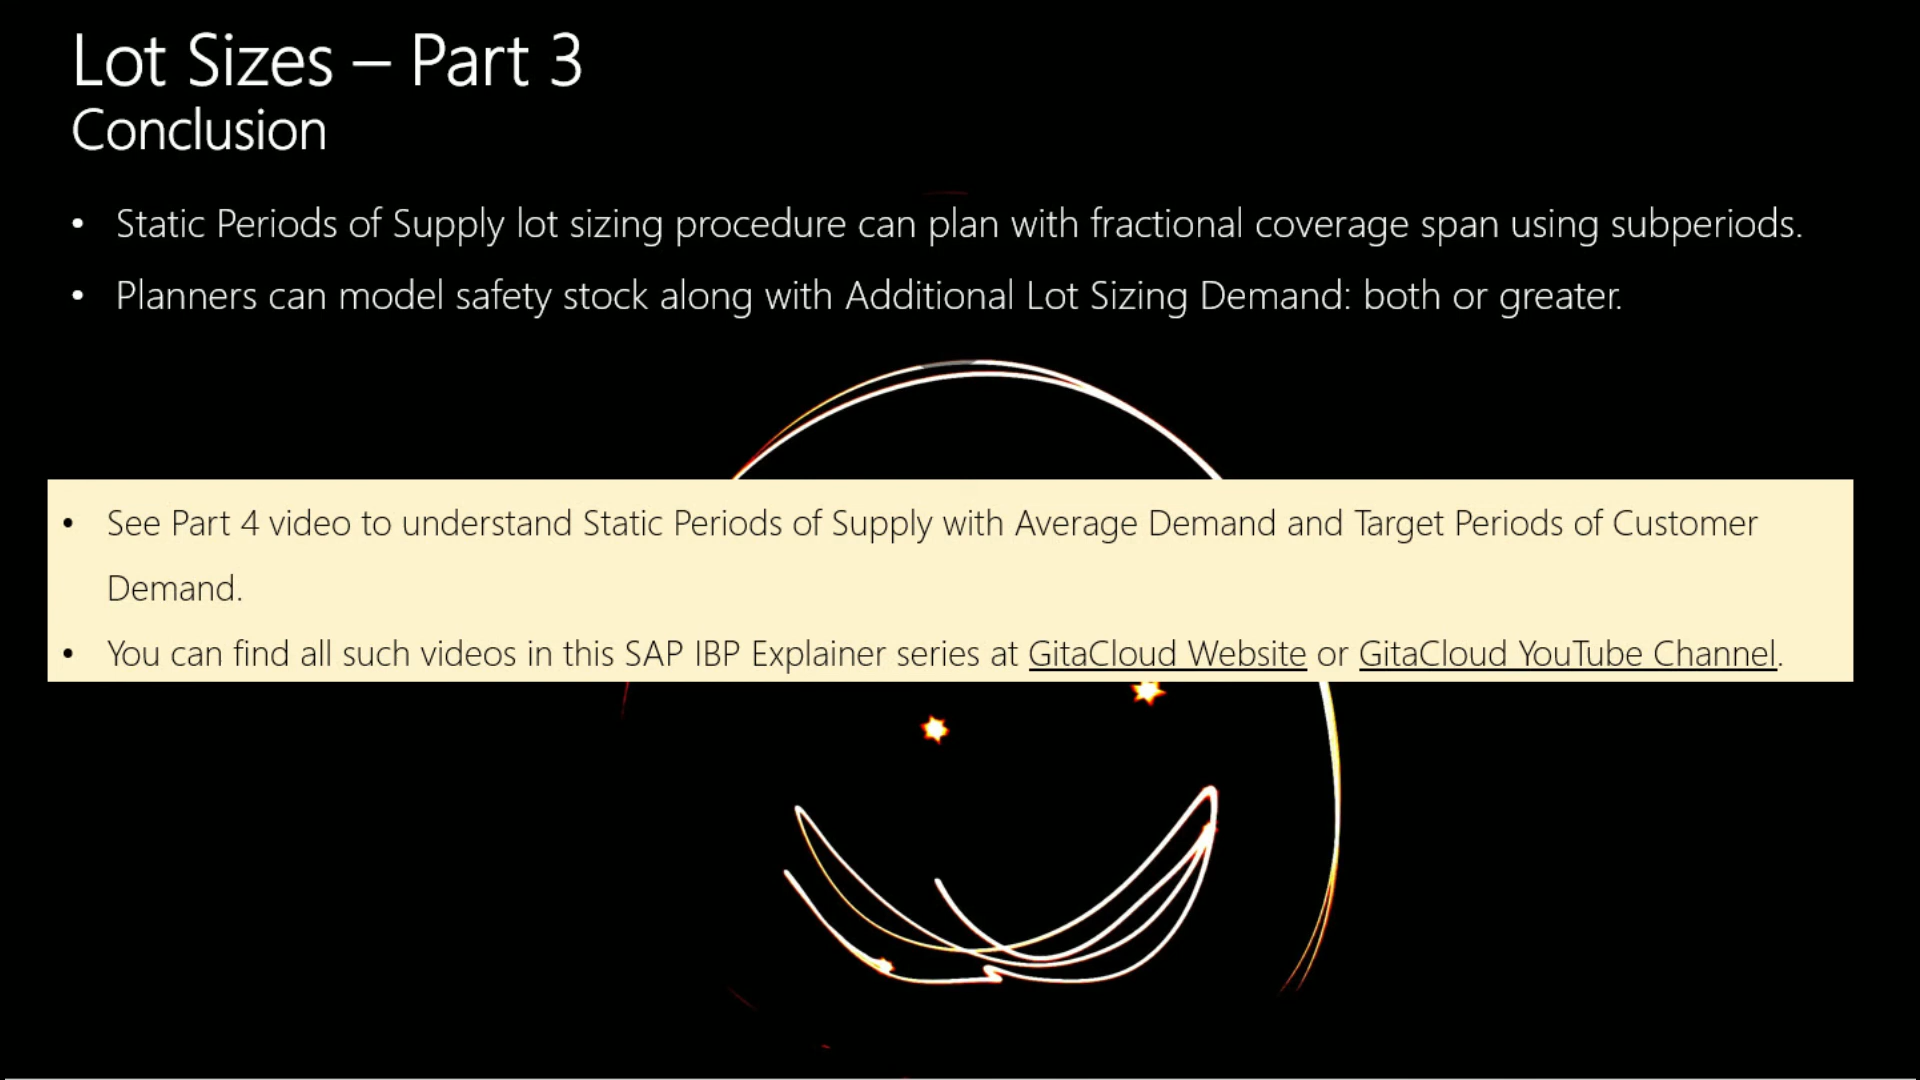 Lot Sizes – Part 3
Conclusion
• Static Periods of Supply lot sizing procedure can plan with fractional coverage span using subperiods.
• Planners can model safety stock along with Additional Lot Sizing Demand: both or greater.
• See Part 4 video to understand Static Periods of Supply with Average Demand and Target Periods of Customer
Demand.
• You can find all such videos in this SAP IBP Explainer series at GitaCloud Website or GitaCloud YouTube Channel.